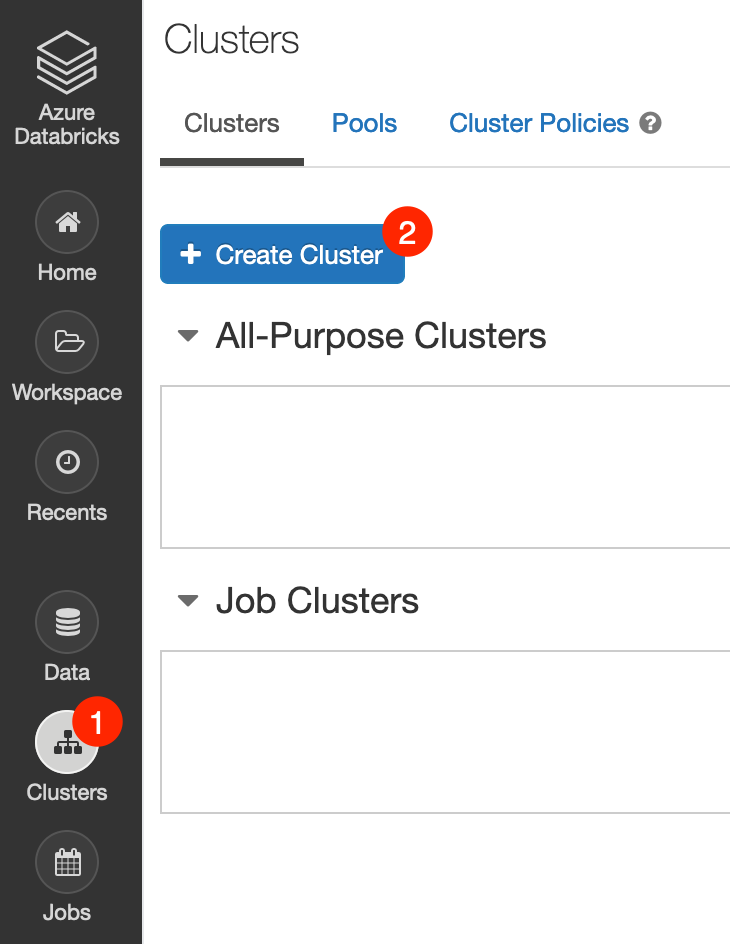 Azure
Databricks
Home
Workspace
Recents
Data
1
Clusters
Jobs
Clusters
Clusters Pools Cluster Policies ?
+ Create Cluster 2
All-Purpose Clusters
Job Clusters